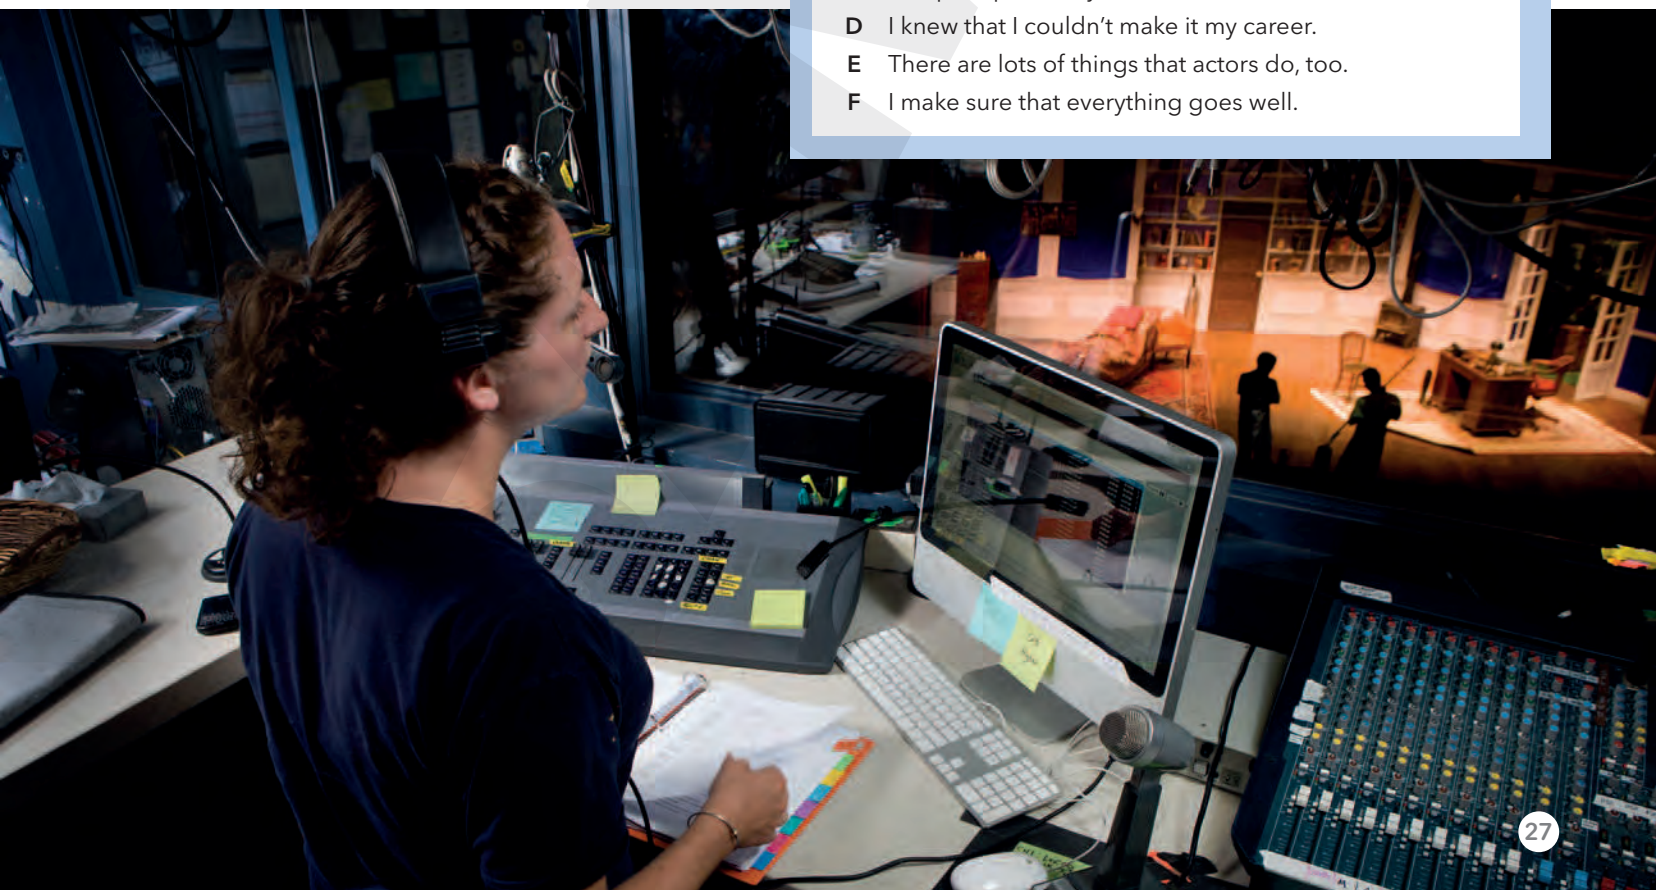 D I knew that I couldn't make it my career.
E There are lots of things that actors do, too.
F I make sure that everything goes well.
27